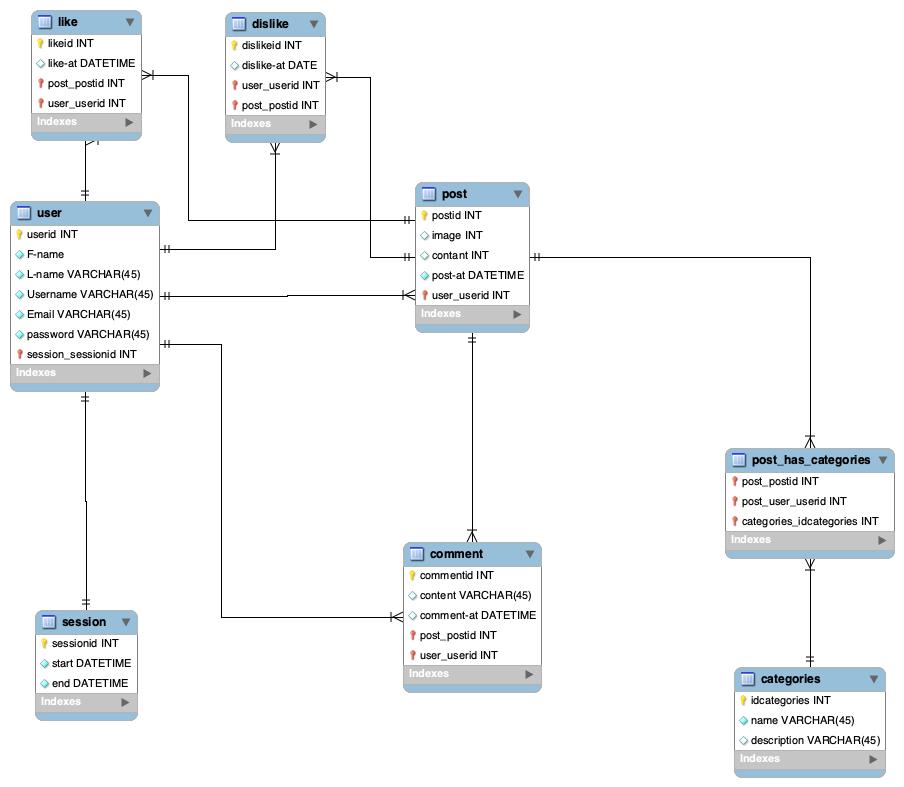 like
likeid INT
like-at DATETIME
post_postid INT
user_userid INT
Indexes
dislike
dislikeid INT
dislike-at DATE
user_userid INT
post_postid INT
Indexes
user
userid INT
F-name
L-name VARCHAR(45)
Username VARCHAR(45)
Email VARCHAR(45)
password VARCHAR(45)
session_sessionid INT
Indexes
post
postid INT
image INT
contant INT
post-at DATETIME
user_userid INT
Indexes
post_has_categories
post_postid INT
post_user_userid INT
categories_idcategories INT
Indexes
comment
commentid INT
content VARCHAR(45)
comment-at DATETIME
post_postid INT
user_userid INT
Indexes
session
sessionid INT
start DATETIME
end DATETIME
Indexes
categories
idcategories INT
name VARCHAR(45)
description VARCHAR(45)
Indexes